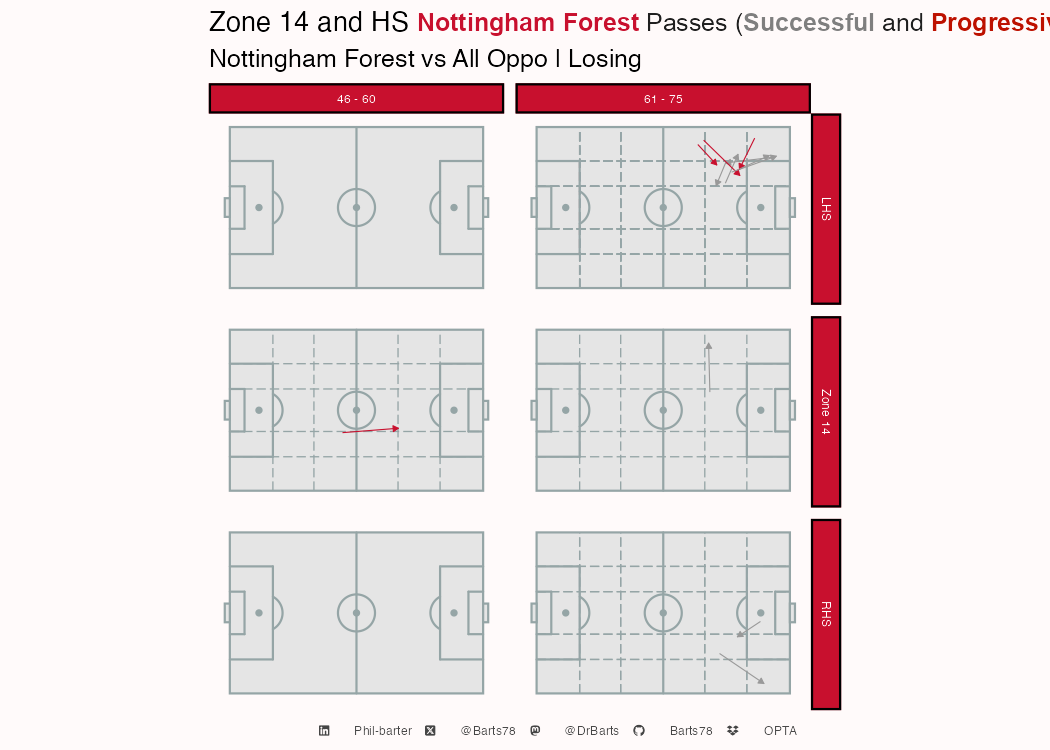 Zone 14 and HS Nottingham Forest Passes (Successful and Progressiv
Nottingham Forest vs All Oppo I Losing
46 - 60
61 - 75
LHS
Zone 14
RHS
Phil-barter @Barts78 @DrBarts Barts78 OPTA